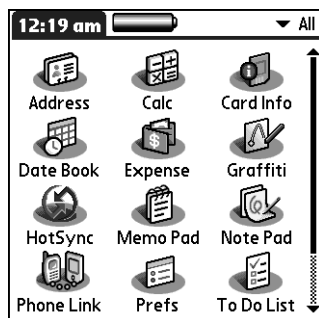 12:19 am All
Address Calc Card Info
Date Book Expense Graffiti
HotSync Memo Pad Note Pad
Phone Link Prefs To Do List